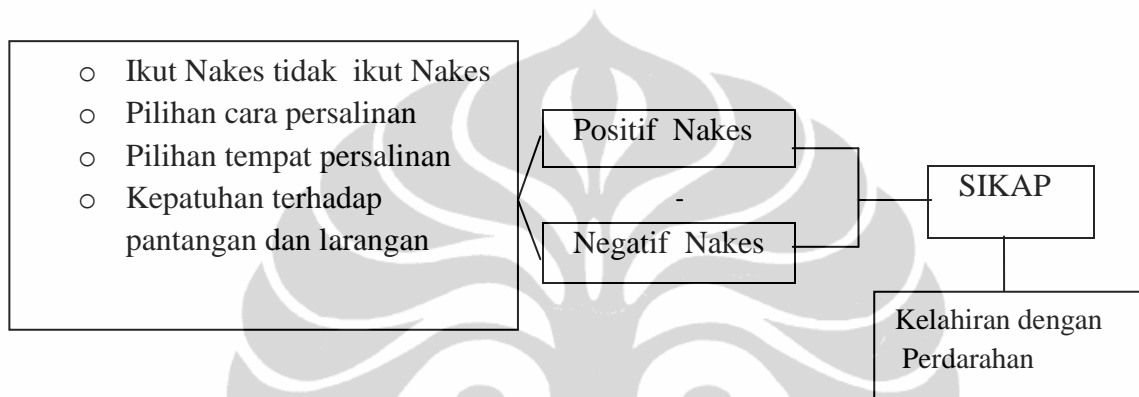 o Ikut Nakes tidak ikut Nakes
o Pilihan cara persalinan
o Pilihan tempat persalinan
o Kepatuhan terhadap
pantangan dan larangan
Positif Nakes
-
Negatif Nakes
SIKAP
Kelahiran dengan
Perdarahan